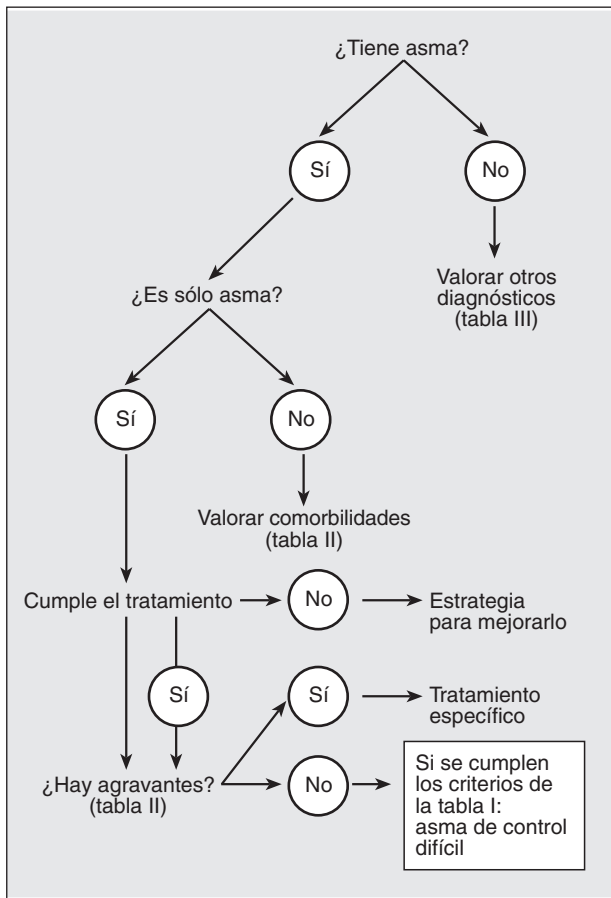 ¿Tiene asma?
Sí
No
Valorar otros
diagnósticos
(tabla III)
¿Es sólo asma?
Sí
No
Valorar comorbilidades
(tabla II)
Cumple el tratamiento
No
Estrategia
para mejorarlo
Sí
Sí
Tratamiento
específico
¿Hay agravantes?
(tabla II)
No
Si se cumplen
los criterios de
la tabla I:
asma de control
difícil